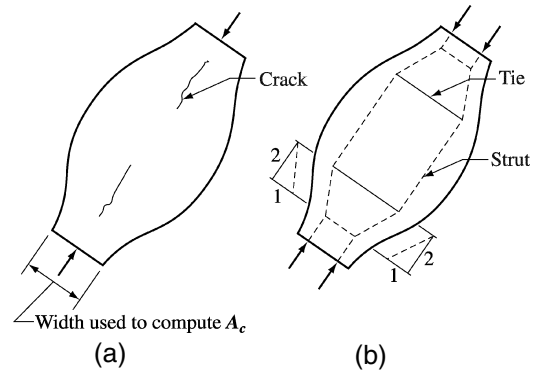 Crack
Tie
2
1
Strut
1
2
Width used to compute A_c
(a)
(b)